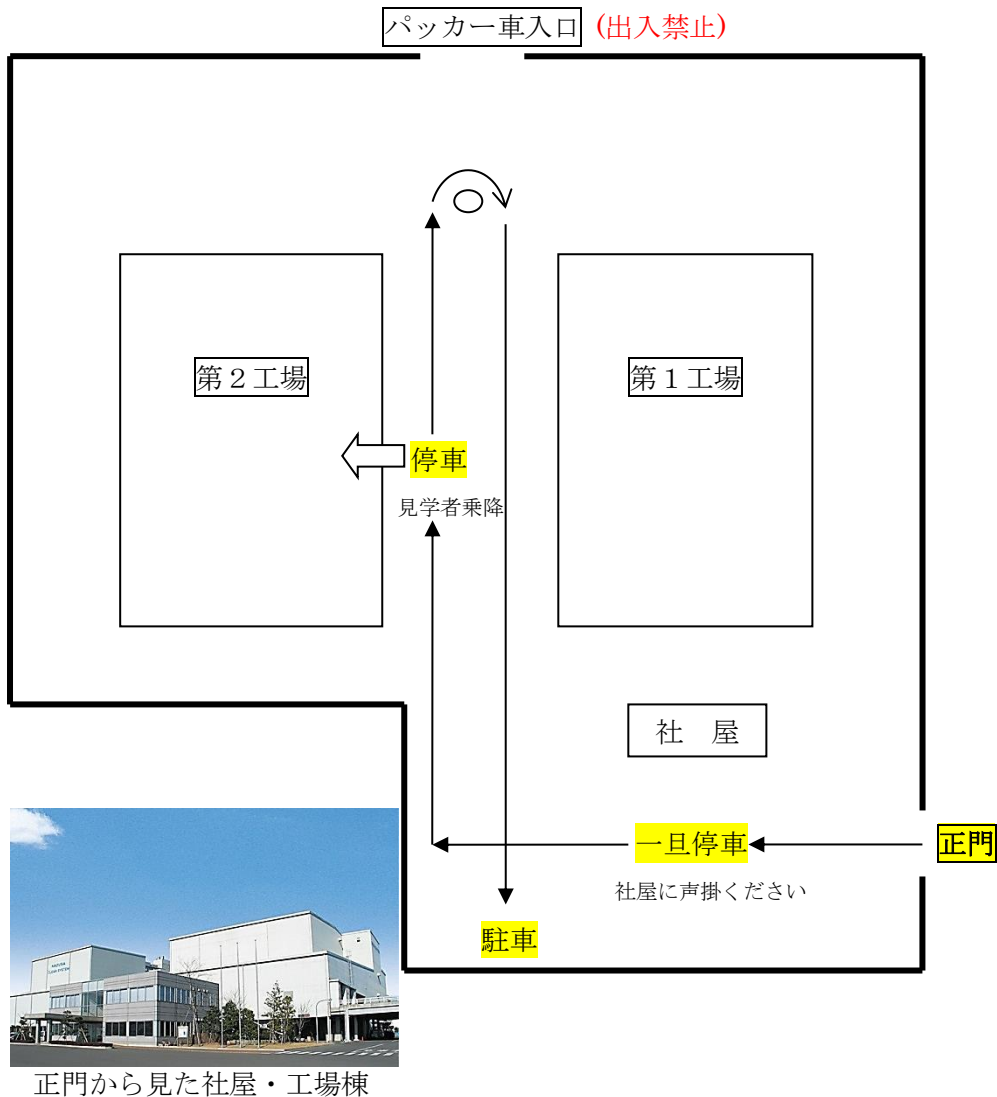 パッカー車入口 (出入禁止)
第２工場
第１工場
停車
見学者乗降
社 屋
一旦停車
正門
社屋に声掛ください
駐車
正門から見た社屋・工場棟